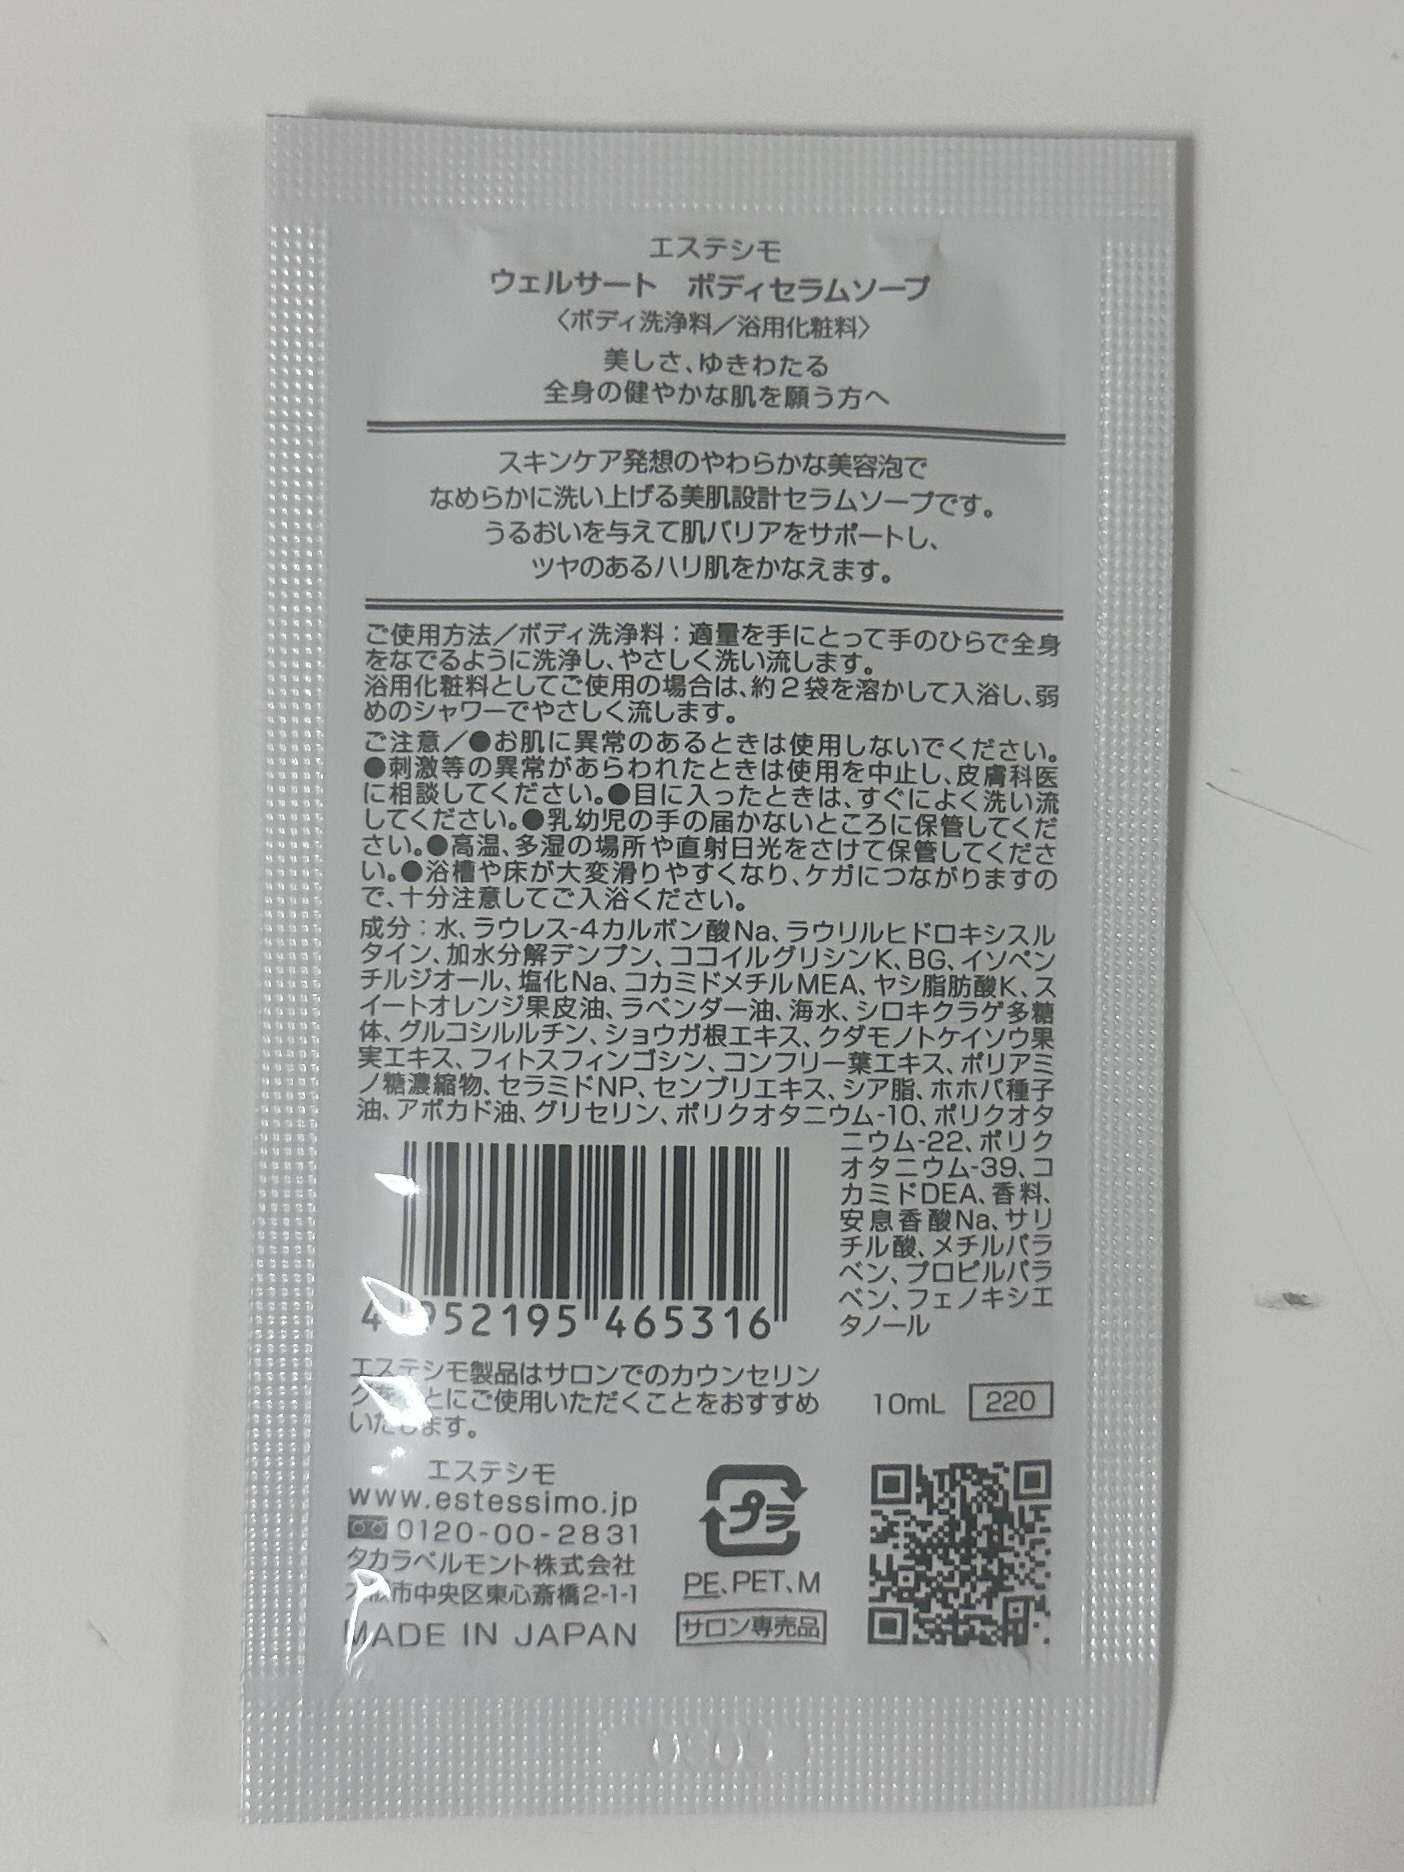 エステシモ
ウェルサート ボディセラムソープ
〈ボディ洗浄料／浴用化粧料〉
美しさ、ゆきわたる
全身の健やかな肌を願う方へ
スキンケア発想のやわらかな美容泡で
なめらかに洗い上げる美肌設計セラムソープです。
うるおいを与えて肌バリアをサポートし、
ツヤのあるハリ肌をかなえます。
ご使用方法／ボディ洗浄料：適量を手にとって手のひらで全身
をなでるように洗浄し、やさしく洗い流します。
浴用化粧料としてご使用の場合は、約2袋を溶かして入浴し、弱
めのシャワーでやさしく流します。
ご注意／●お肌に異常のあるときは使用しないでください。
●刺激等の異常があらわれたときは使用を中止し、皮膚科医
に相談してください。●目に入ったときは、すぐによく洗い流
してください。●乳幼児の手の届かないところに保管してくだ
さい。●高温、多湿の場所や直射日光をさけて保管してくださ
い。●浴槽や床が大変滑りやすくなり、ケガにつながりますの
で、十分注意してご入浴ください。
成分：水、ラウレス-4カルボン酸Na、ラウリルヒドロキシスル
タイン、加水分解デンプン、ココイルグリシンK、BG、イソペン
チルジオール、塩化Na、コカミドメチルMEA、ヤシ脂肪酸K、ス
イートオレンジ果皮油、ラベンダー油、海水、シロキクラゲ多糖
体、グルコシルルチン、ショウガ根エキス、クダモノトケイソウ果
実エキス、フィトスフィンゴシン、コンフリー葉エキス、ポリアミ
ノ糖濃縮物、セラミドNP、センブリエキス、シア脂、ホホバ種子
油、アボカド油、グリセリン、ポリクオタニウム-10、ポリクオタ
ニウム-22、ポリク
オタニウム-39、コ
カミドDEA、香料、
安息香酸Na、サリ
チル酸、メチルパラ
ベン、プロピルパラ
ベン、フェノキシエ
タノール
4 952195 465316
エステシモ製品はサロンでのカウンセリン
グをもとにご使用いただくことをおすすめ
いたします。
10mL 220
エステシモ
www.estessimo.jp
0120-00-2831
タカラベルモント株式会社
大阪市中央区東心斎橋2-1-1
MADE IN JAPAN
プラ
PE、PET、M
サロン専売品